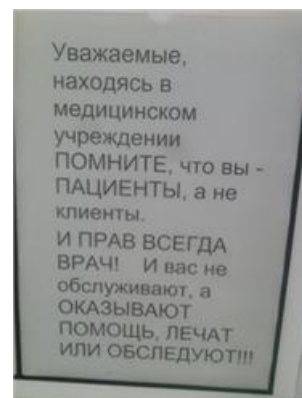 Уважаемые,
находясь в
медицинском
учреждении
ПОМНИТЕ, что вы -
ПАЦИЕНТЫ, а не
клиенты.
И ПРАВ ВСЕГДА
ВРАЧ! И вас не
обслуживают, а
ОКАЗЫВАЮТ
ПОМОЩЬ, ЛЕЧАТ
ИЛИ ОБСЛЕДУЮТ!!!